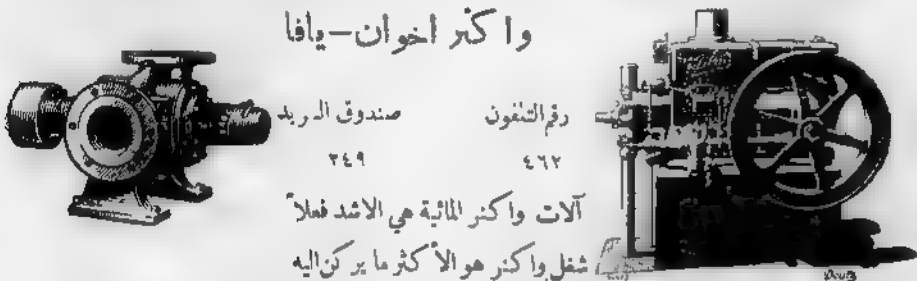 واكنر اخوان-يافا
رقم التلفون صندوق البريد
٤٦٢ ٢٤٩
آلات واكنر المائية هي الاشد فعلاً
شغل واكنر هو الاكثر ما يركن اليه